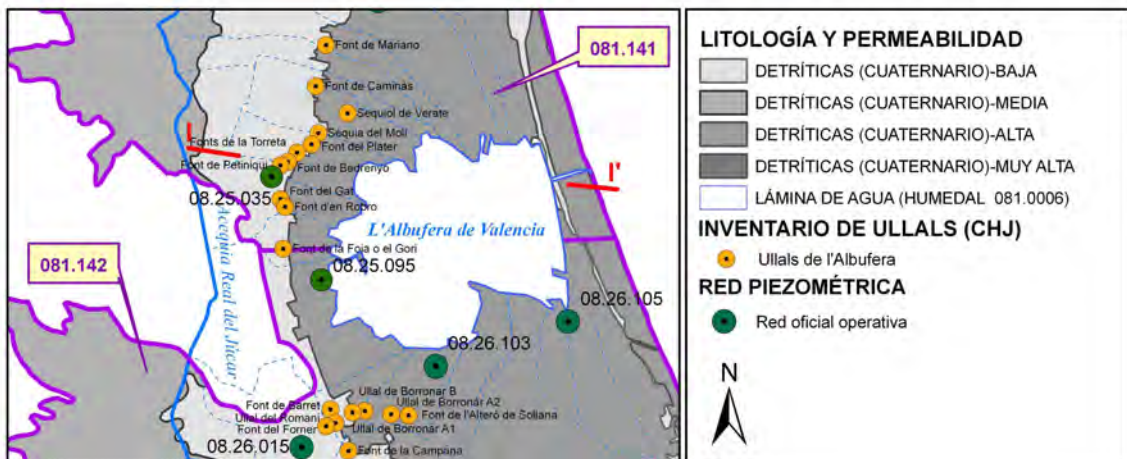 Font de Mariano
081.141
Font de Caminàs
Sequiol de Verate
Séquia del Molí
Fonts de la Torreta
Font del Plater
I
I'
Font de Petiniqui
Font de Bedrenyo
08.25.035
Font del Gat
Font d'en Robro
L'Albufera de Valencia
Font de la Foia o el Gori
081.142
Acequia Real del Júcar
08.25.095
08.26.105
08.26.103
Ullal de Borronar B
Font de Barret
Ullal de Borronar A2
Ullal del Romaní
Font de l'Alteró de Soliana
Font del Forner
Ullal de Borronar A1
08.26.015
Font de la Campana
LITOLOGÍA Y PERMEABILIDAD
DETRÍTICAS (CUATERNARIO)-BAJA
DETRÍTICAS (CUATERNARIO)-MEDIA
DETRÍTICAS (CUATERNARIO)-ALTA
DETRÍTICAS (CUATERNARIO)-MUY ALTA
LÁMINA DE AGUA (HUMEDAL 081.0006)
INVENTARIO DE ULLALS (CHJ)
Ullals de l'Albufera
RED PIEZOMÉTRICA
Red oficial operativa
N